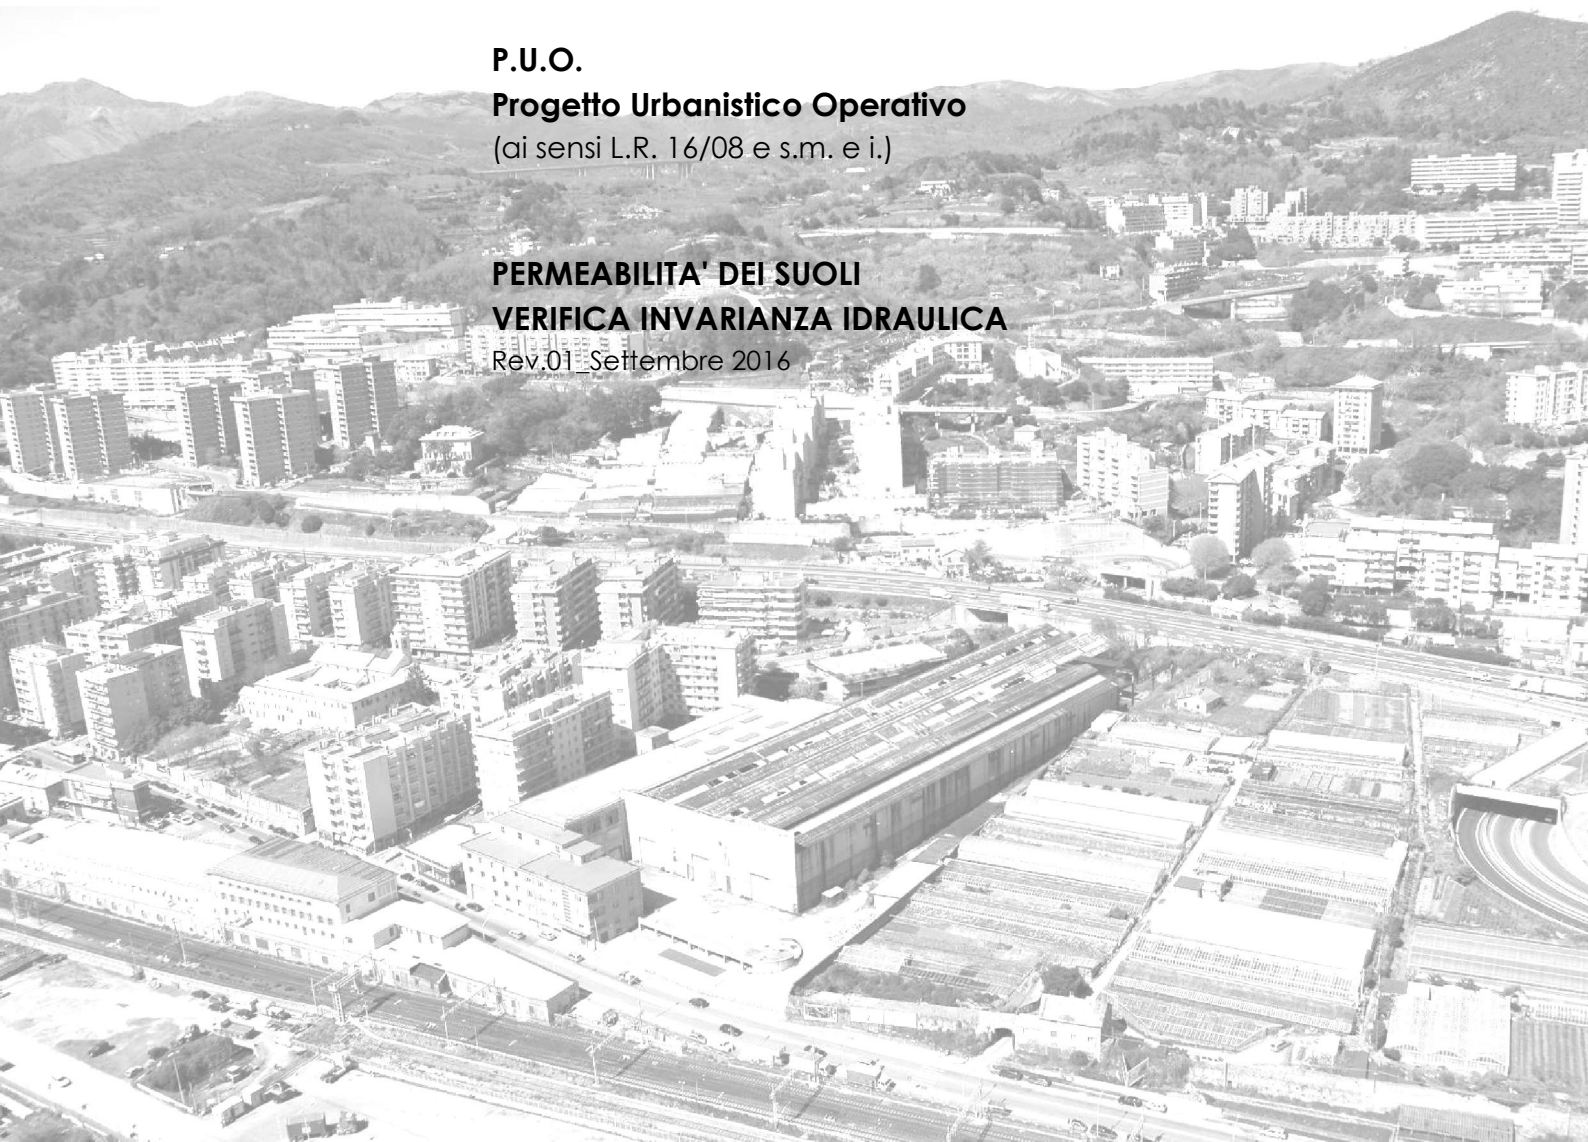 P.U.O.
Progetto Urbanistico Operativo
(ai sensi L.R. 16/08 e s.m. e i.)
PERMEABILITA' DEI SUOLI
VERIFICA INVARIANZA IDRAULICA
Rev.01_Settembre 2016